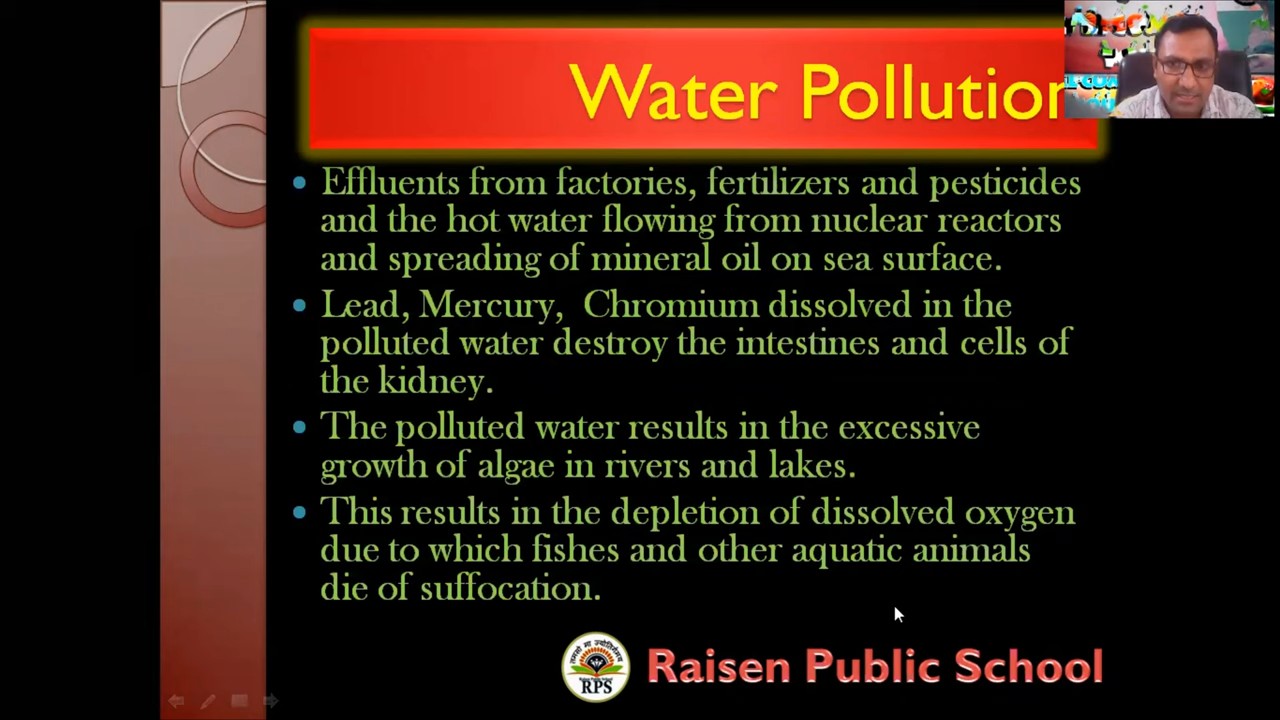 Water Pollution
• Effluents from factories, fertilizers and pesticides
and the hot water flowing from nuclear reactors
and spreading of mineral oil on sea surface.
• Lead, Mercury, Chromium dissolved in the
polluted water destroy the intestines and cells of
the kidney.
• The polluted water results in the excessive
growth of algae in rivers and lakes.
• This results in the depletion of dissolved oxygen
due to which fishes and other aquatic animals
die of suffocation.
तमसो मा ज्योतिर्गमय
RPS
Raisen Public School